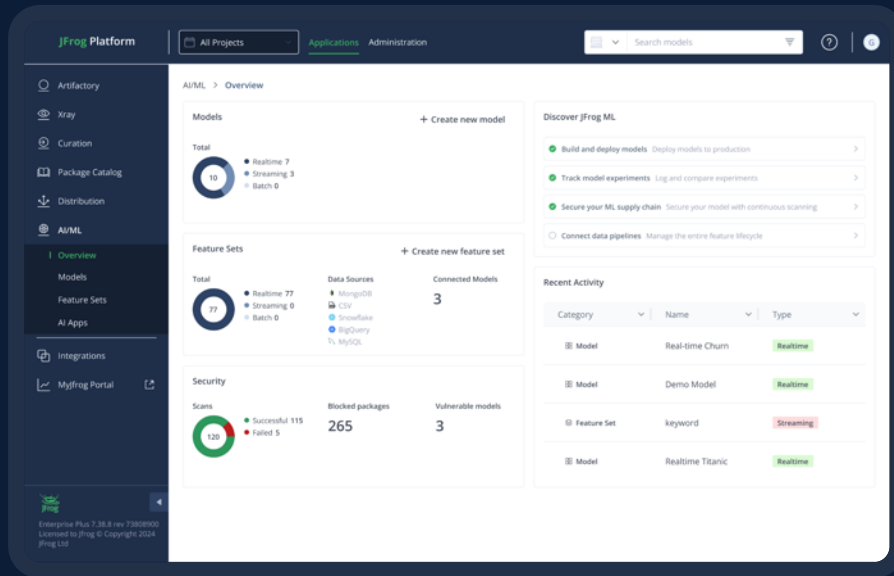 JFrog Platform
All Projects
Applications
Administration
Search models
?
G
Artifactory
Xray
Curation
Package Catalog
Distribution
AI/ML
Overview
Models
Feature Sets
AI Apps
Integrations
MyJfrog Portal
JFrog
Enterprise Plus 7.38.8 rev 73808900
Licensed to Jfrog © Copyright 2024
JFrog Ltd
AI/ML > Overview
Models
+ Create new model
Total
10
Realtime 7
Streaming 3
Batch 0
Feature Sets
+ Create new feature set
Total
77
Realtime 77
Streaming 0
Batch 0
Data Sources
MongoDB
CSV
Snowflake
BigQuery
MySQL
Connected Models
3
Security
Scans
120
Successful 115
Failed 5
Blocked packages
265
Vulnerable models
3
Discover JFrog ML
Build and deploy models Deploy models to production
Track model experiments Log and compare experiments
Secure your ML supply chain Secure your model with continuous scanning
Connect data pipelines Manage the entire feature lifecycle
Recent Activity
Category Name Type
Model Real-time Churn Realtime
Model Demo Model Realtime
Feature Set keyword Streaming
Model Realtime Titanic Realtime